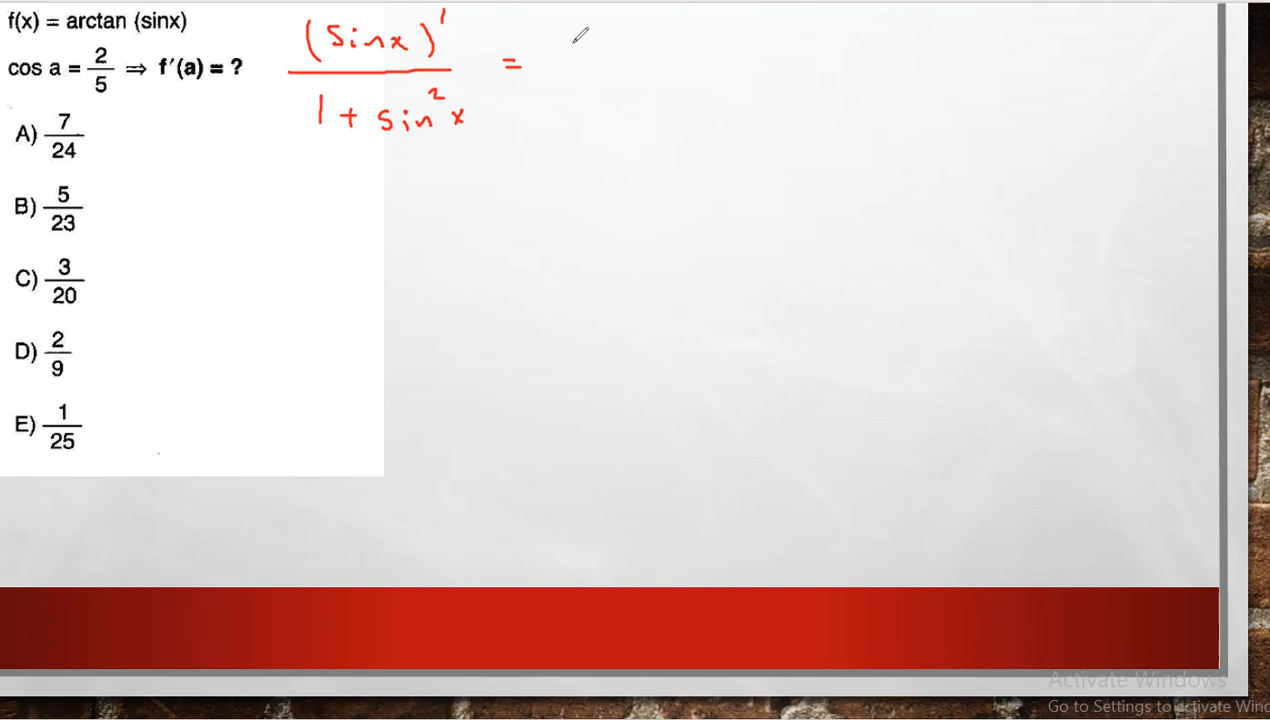 f(x) = arctan (sinx)
cos a = 2/5 ⇒ f′(a) = ?
A) 7/24
B) 5/23
C) 3/20
D) 2/9
E) 1/25
(sinx)' / 1 + sin²x =
Activate Windows
Go to Settings to activate Wind